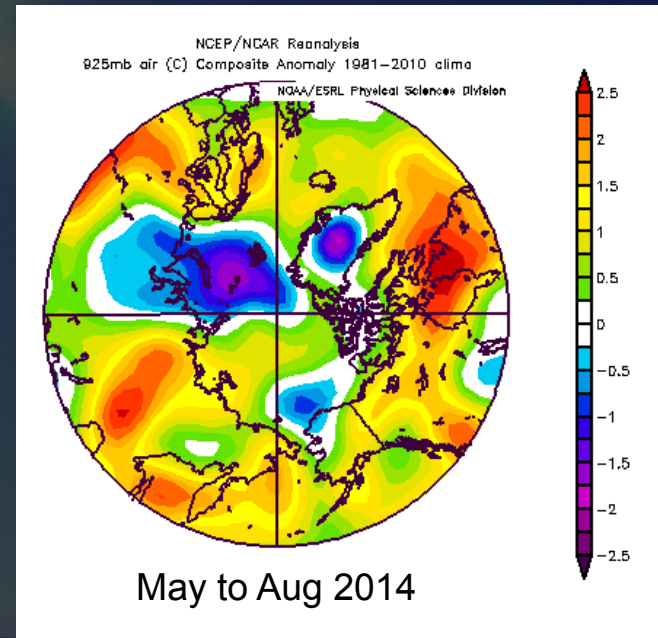 NCEP/NCAR Reanalysis
925mb air (C) Composite Anomaly 1981-2010 clima
NOAA/ESRL Physical Sciences Division
2.5
2
1.5
1
0.5
0
-0.5
-1
-1.5
-2
-2.5
May to Aug 2014